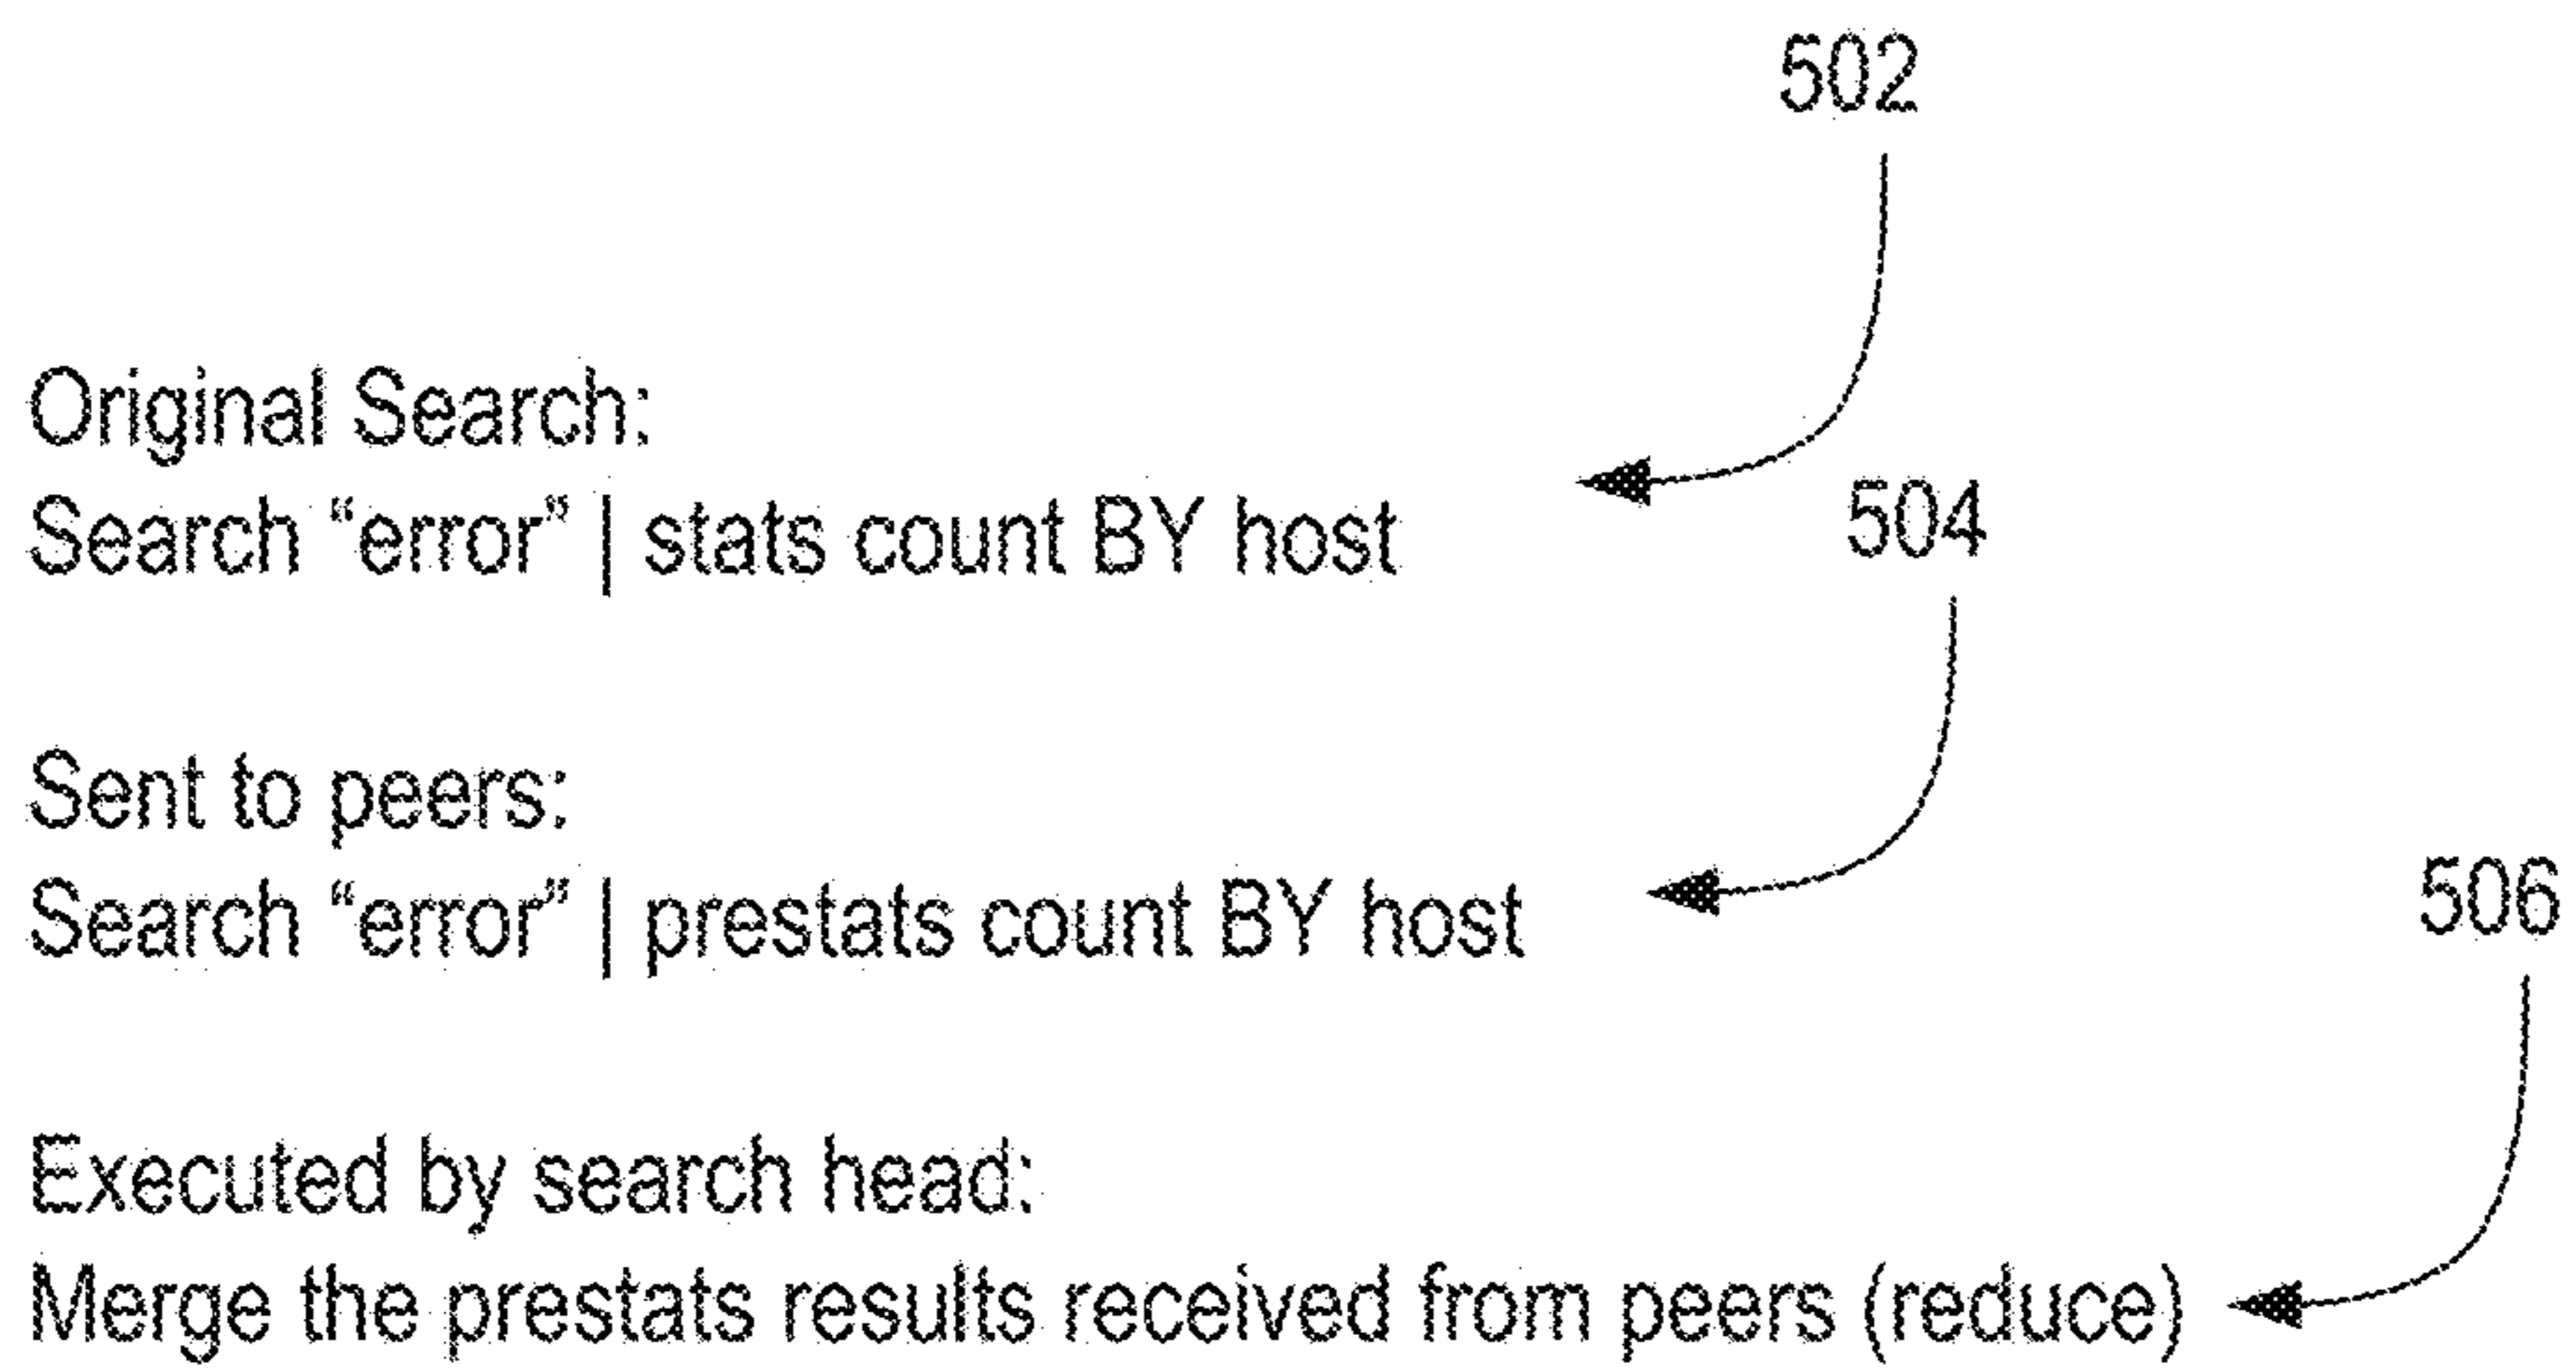 502
Original Search:
Search “error” | stats count BY host
504
Sent to peers:
Search “error” | prestats count BY host
506
Executed by search head:
Merge the prestats results received from peers (reduce)